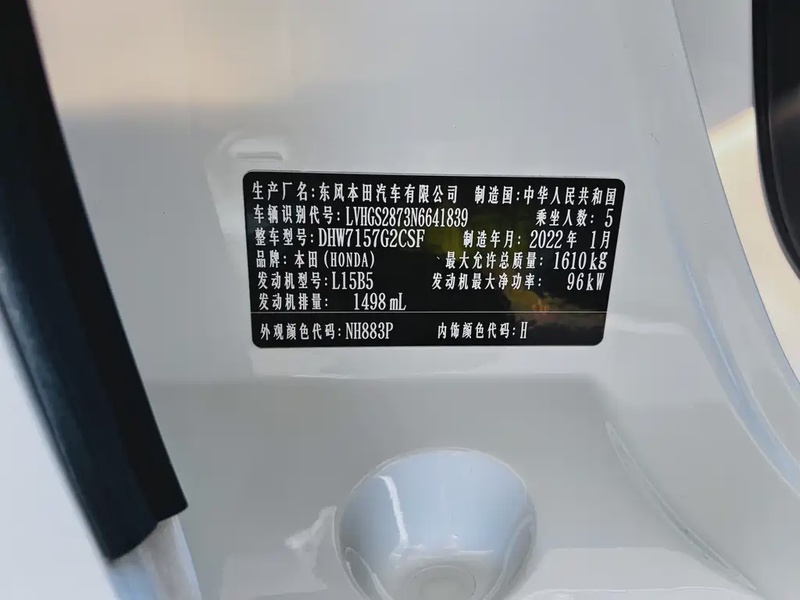 生产厂名:东风本田汽车有限公司 制造国:中华人民共和国
车辆识别代号:LVHGS2873N6641839 乘坐人数: 5
整车型号:DHW7157G2CSF 制造年月:2022年 1月
品牌:本田(HONDA) 最大允许总质量:1610kg
发动机型号:L15B5 发动机最大净功率: 96kW
发动机排量: 1498mL
外观颜色代码:NH883P 内饰颜色代码:H